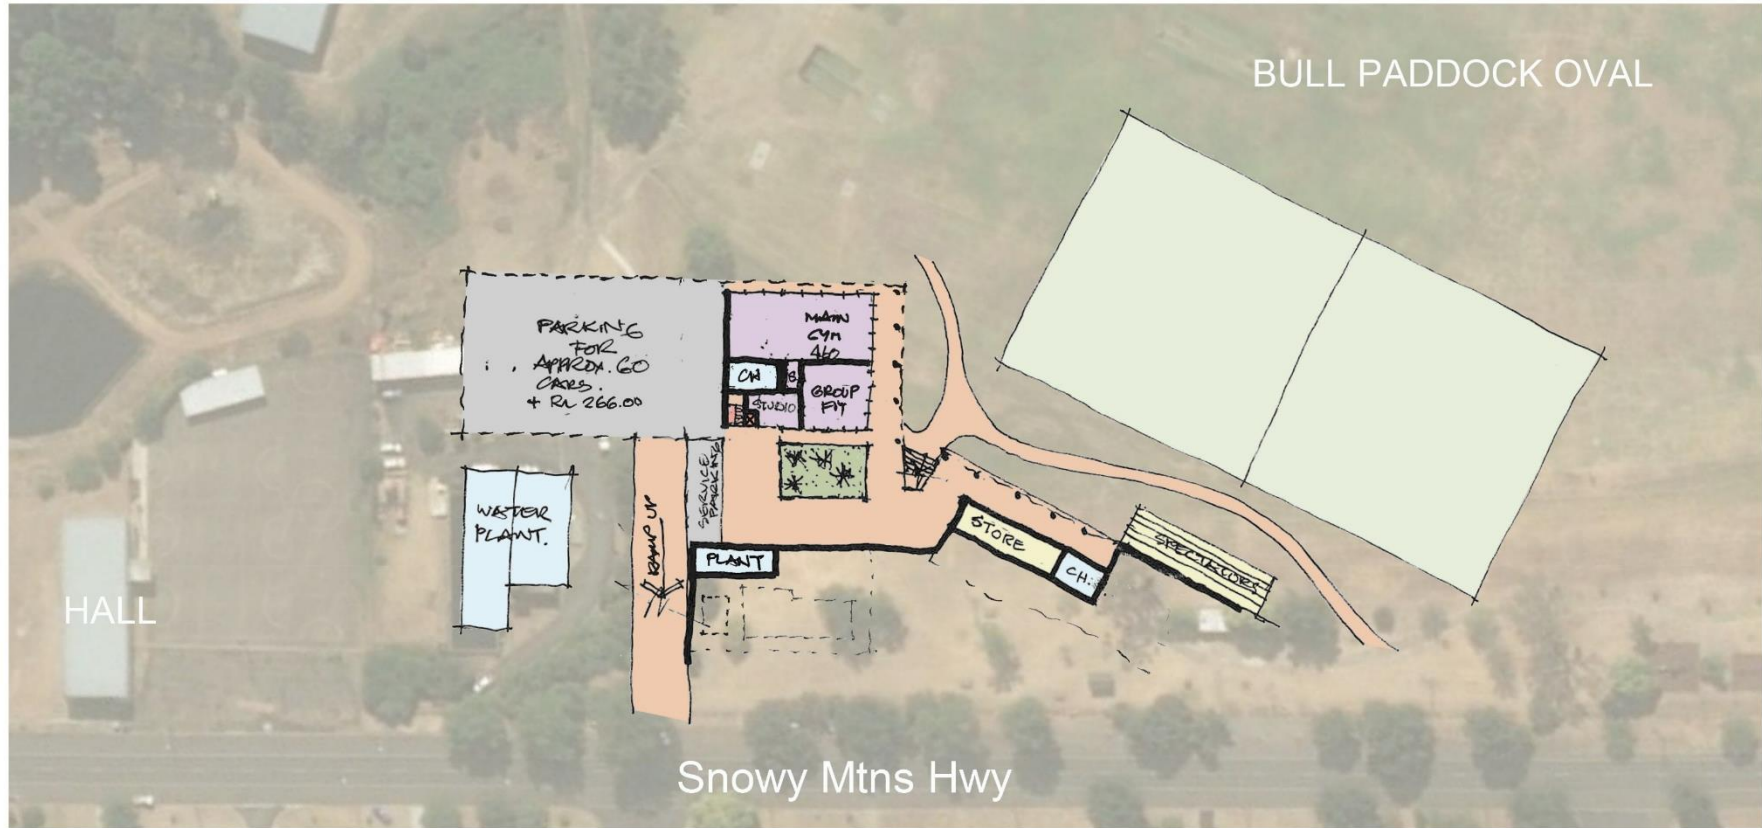 BULL PADDOCK OVAL
PARKING
FOR
APPROX. 60
CARS.
+ RL 266.00
MAIN
GYM
460
CH
S
STUDIO
GROUP
FIT
SERVICE
PARKING
RAMP UP
WATER
PLANT.
PLANT
STORE
CH.
SPECTATORS
HALL
Snowy Mtns Hwy